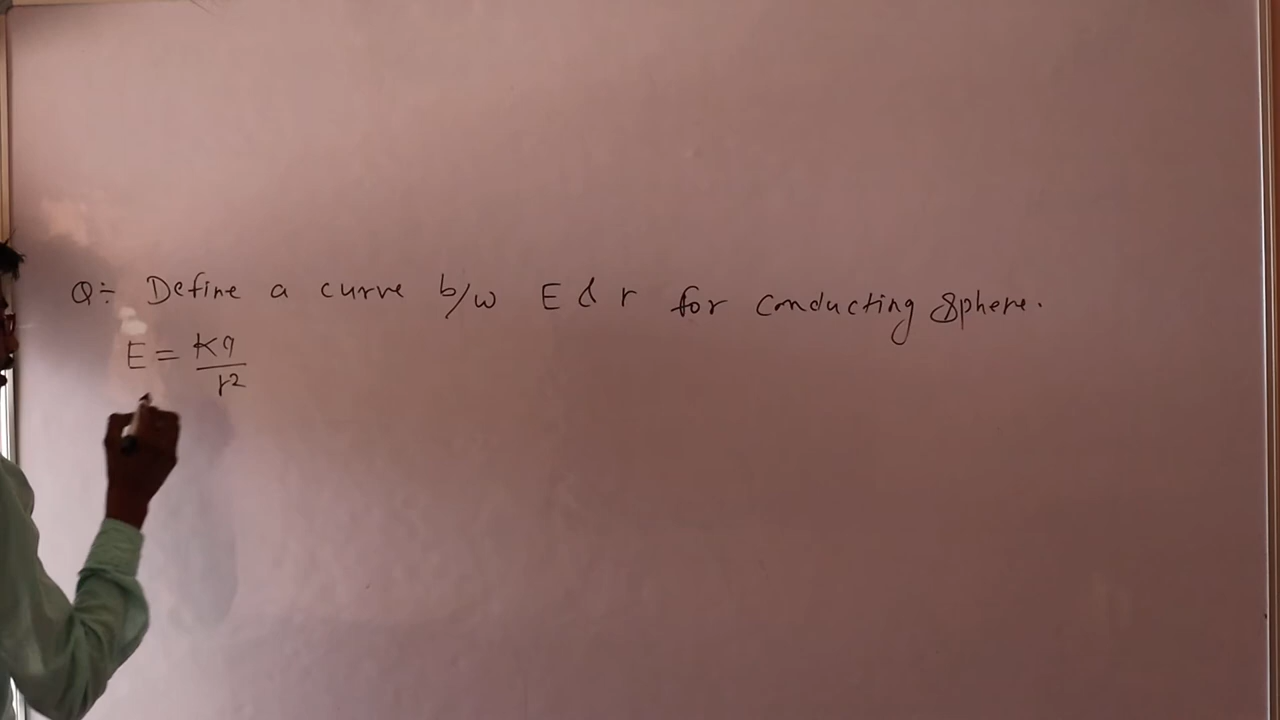 Q÷ Define a curve b/w E & r for conducting sphere.
E = Kq/r²